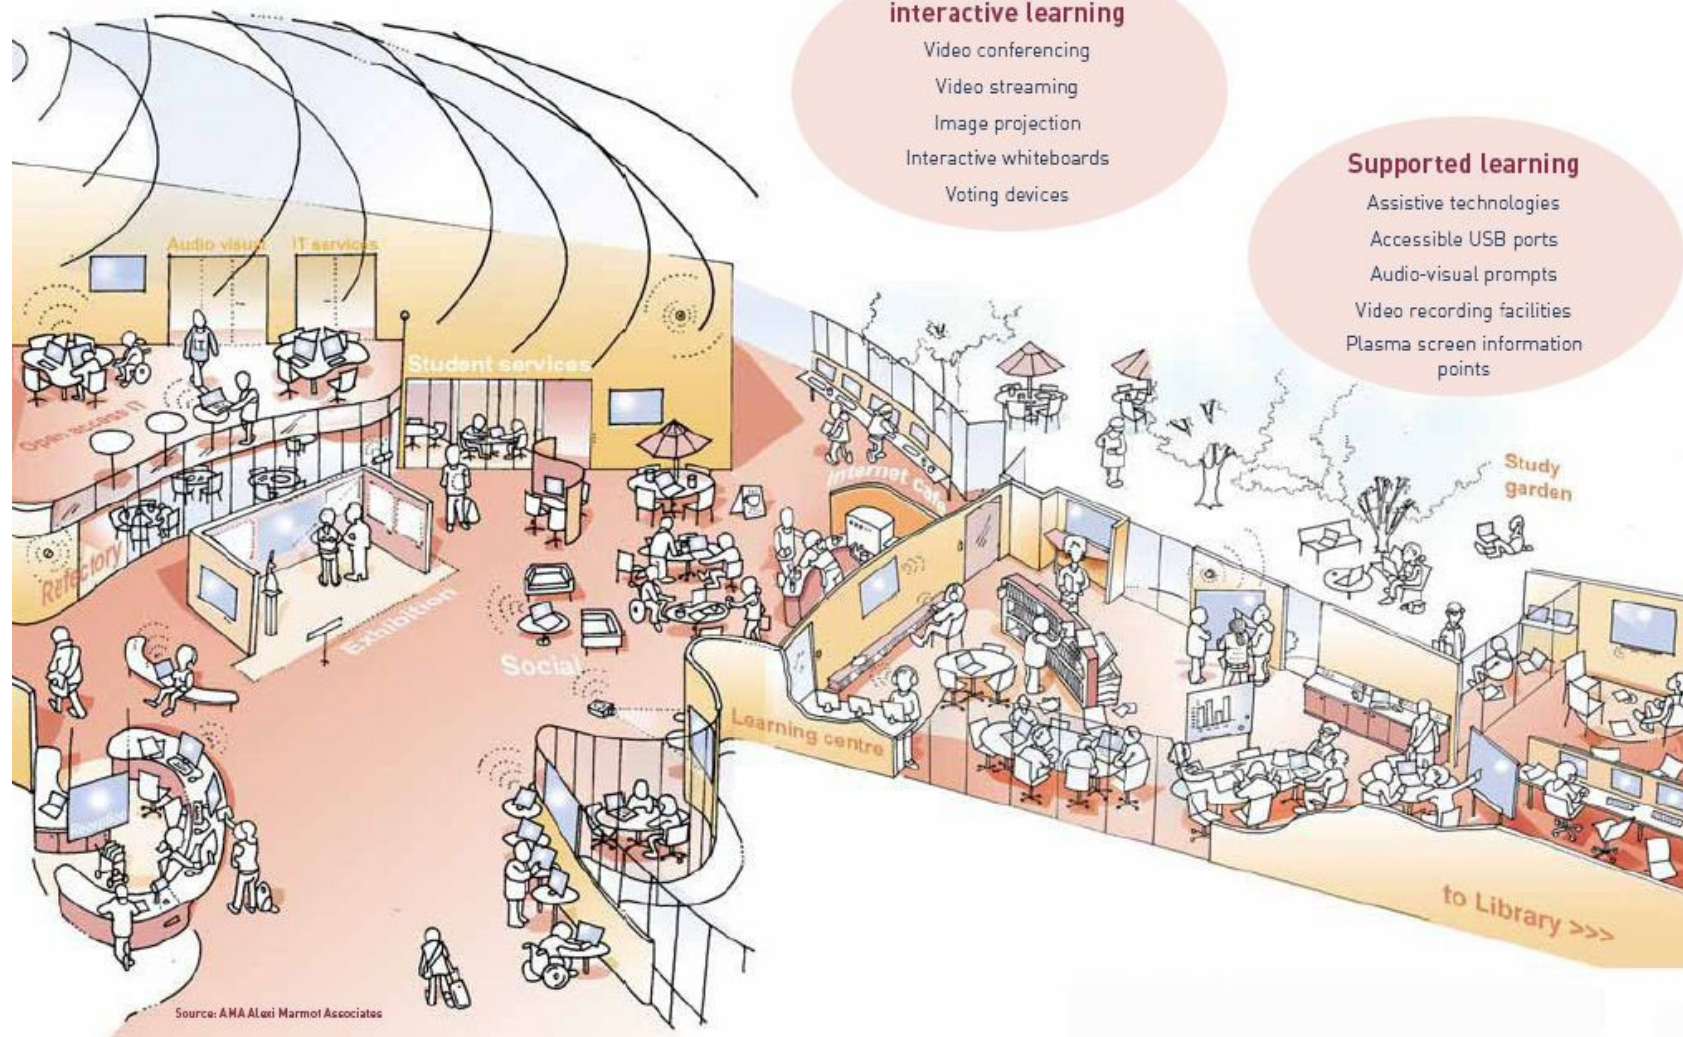 interactive learning
Video conferencing
Video streaming
Image projection
Interactive whiteboards
Voting devices
Supported learning
Assistive technologies
Accessible USB ports
Audio-visual prompts
Video recording facilities
Plasma screen information
points
Audio visual
IT services
I.T.
Student services
Open access IT
Internet café
Study
garden
Refectory
Exhibition
Social
Learning centre
Reception
to Library >>>
Source: AMA Alexi Marmot Associates